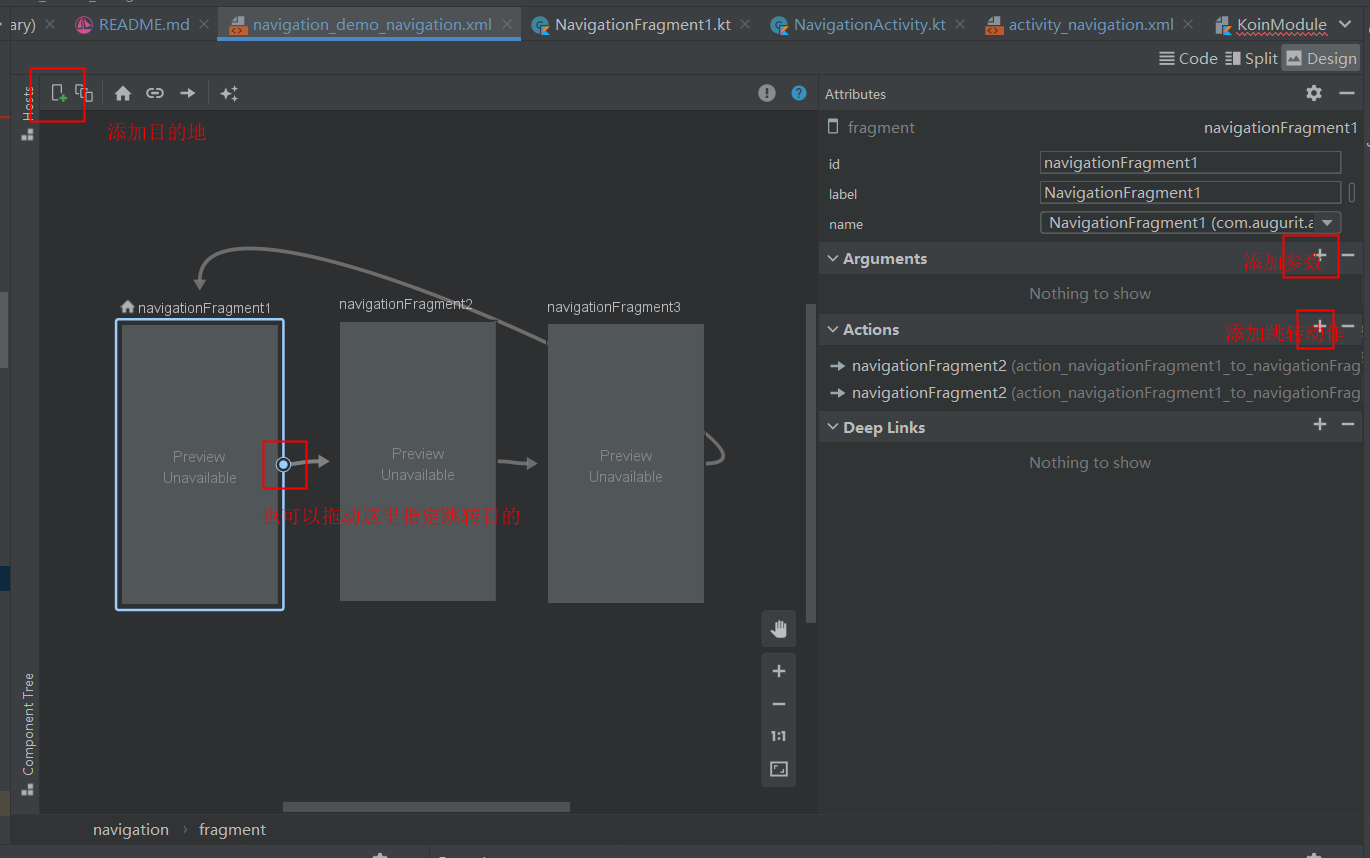 ary)
README.md
navigation_demo_navigation.xml
NavigationFragment1.kt
NavigationActivity.kt
activity_navigation.xml
KoinModule
Code
Split
Design
Hosts
添加目的地
Attributes
fragment
navigationFragment1
id
navigationFragment1
label
NavigationFragment1
name
NavigationFragment1 (com.augurit.a
Arguments
添加参数
Nothing to show
Actions
添加跳转动作
navigationFragment2 (action_navigationFragment1_to_navigationFrag
navigationFragment2 (action_navigationFragment1_to_navigationFrag
Deep Links
Nothing to show
navigationFragment1
navigationFragment2
navigationFragment3
Preview
Unavailable
Preview
Unavailable
Preview
Unavailable
也可以拖动这里指定跳转目的
1:1
Component Tree
navigation
fragment